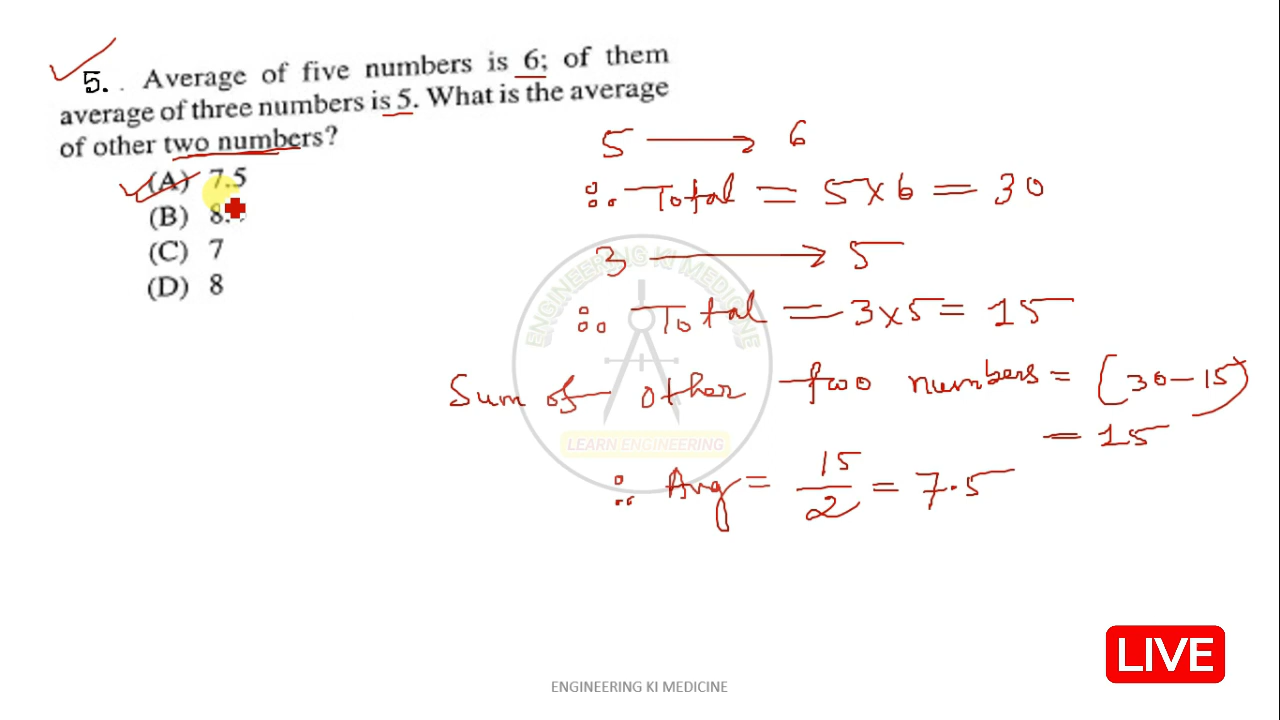 5. . Average of five numbers is 6; of them
average of three numbers is 5. What is the average
of other two numbers?
(A) 7.5
(B) 8.
(C) 7
(D) 8
5 → 6
∴ Total = 5×6 = 30
3 → 5
∴ Total = 3×5 = 15
Sum of other two numbers = (30-15)
= 15
∴ Avg = 15/2 = 7.5
ENGINEERING KI MEDICINE
LEARN ENGINEERING
LIVE
ENGINEERING KI MEDICINE